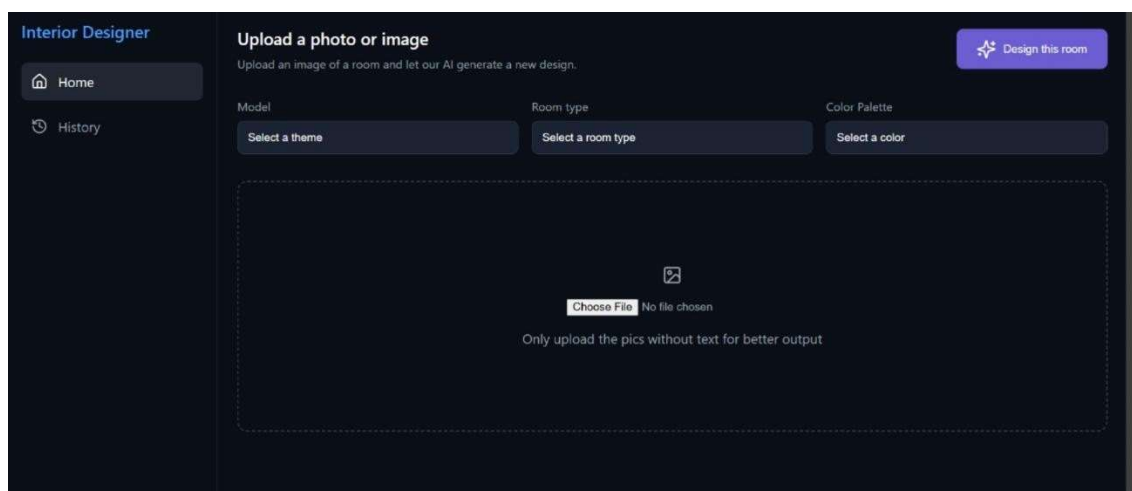 Interior Designer
Home
History
Upload a photo or image
Upload an image of a room and let our AI generate a new design.
Design this room
Model
Room type
Color Palette
Select a theme
Select a room type
Select a color
Choose File No file chosen
Only upload the pics without text for better output